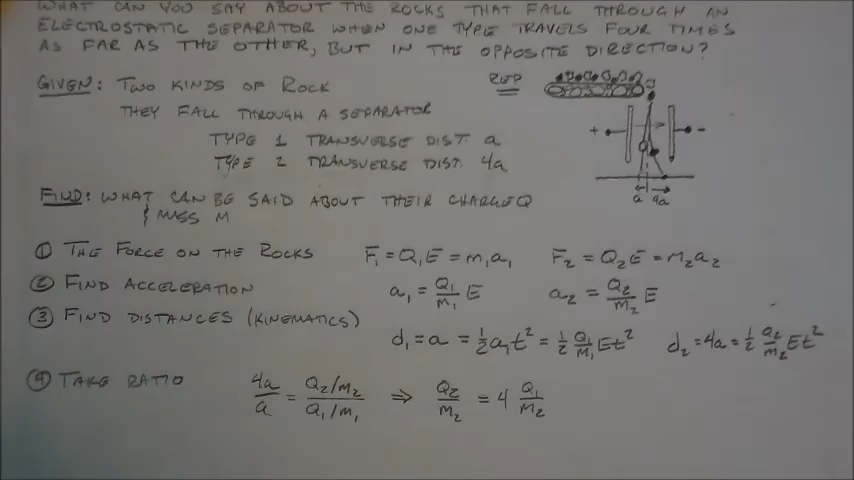 WHAT CAN YOU SAY ABOUT THE ROCKS THAT FALL THROUGH AN
ELECTROSTATIC SEPARATOR WHEN ONE TYPE TRAVELS FOUR TIMES
AS FAR AS THE OTHER, BUT IN THE OPPOSITE DIRECTION?
GIVEN: TWO KINDS OF ROCK
REP
THEY FALL THROUGH A SEPARATOR
TYPE 1 TRANSVERSE DIST. a
TYPE 2 TRANSVERSE DIST. 4a
+ -
a 4a
FIND: WHAT CAN BE SAID ABOUT THEIR CHARGE Q
& MASS M
① THE FORCE ON THE ROCKS F₁ = Q₁E = m₁a₁ F₂ = Q₂E = M₂a₂
② FIND ACCELERATION a₁ = Q₁/M₁ E a₂ = Q₂/M₂ E
③ FIND DISTANCES (KINEMATICS)
d₁ = a = ½a₁t² = ½ Q₁/M₁ Et² d₂ = 4a = ½ Q₂/M₂ Et²
④ TAKE RATIO 4a/a = Q₂/m₂ / Q₁/m₁ ⇒ Q₂/M₂ = 4 Q₁/M₂